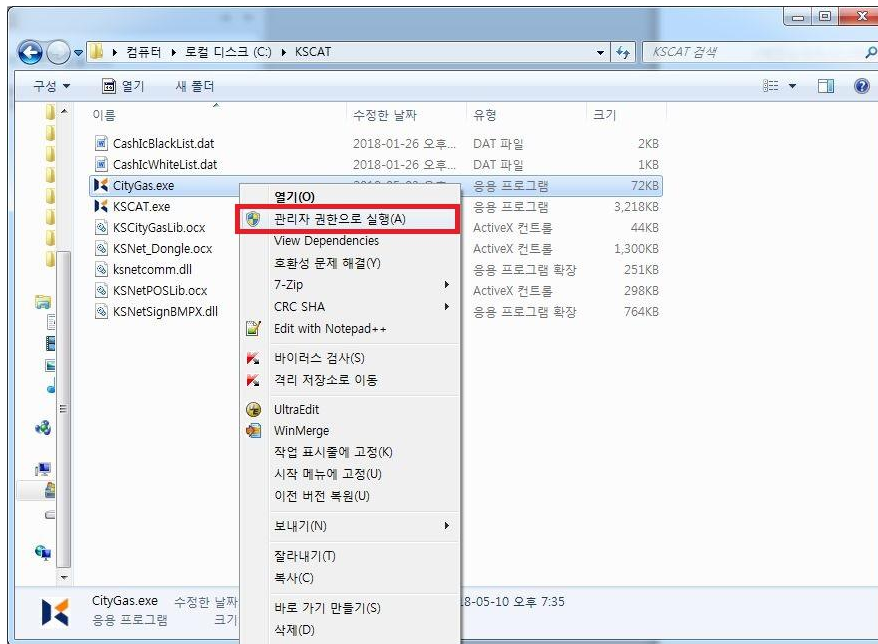 컴퓨터 ▸ 로컬 디스크 (C:) ▸ KSCAT
KSCAT 검색
구성 열기 새 폴더
이름 수정한 날짜 유형 크기
CashIcBlackList.dat 2018-01-26 오후... DAT 파일 2KB
CashIcWhiteList.dat 2018-01-26 오후... DAT 파일 1KB
CityGas.exe 응용 프로그램 72KB
KSCAT.exe 응용 프로그램 3,218KB
KSCityGasLib.ocx ActiveX 컨트롤 44KB
KSNet_Dongle.ocx ActiveX 컨트롤 1,300KB
ksnetcomm.dll 응용 프로그램 확장 251KB
KSNetPOSLib.ocx ActiveX 컨트롤 298KB
KSNetSignBMPX.dll 응용 프로그램 확장 764KB
열기(O)
관리자 권한으로 실행(A)
View Dependencies
호환성 문제 해결(Y)
7-Zip
CRC SHA
Edit with Notepad++
바이러스 검사(S)
격리 저장소로 이동
UltraEdit
WinMerge
작업 표시줄에 고정(K)
시작 메뉴에 고정(U)
이전 버전 복원(U)
보내기(N)
잘라내기(T)
복사(C)
바로 가기 만들기(S)
삭제(D)
CityGas.exe 수정한 날짜 18-05-10 오후 7:35
응용 프로그램 크기